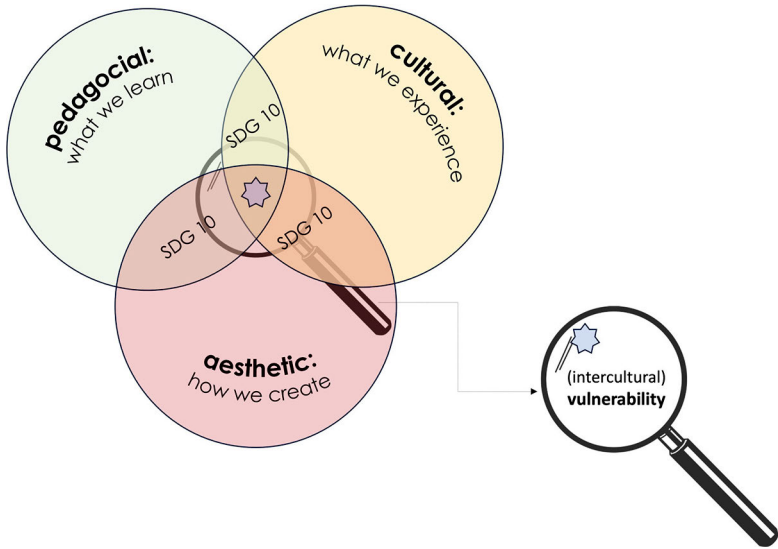 pedagocial:
what we learn
cultural:
what we experience
SDG 10
SDG 10
SDG 10
aesthetic:
how we create
(intercultural)
vulnerability